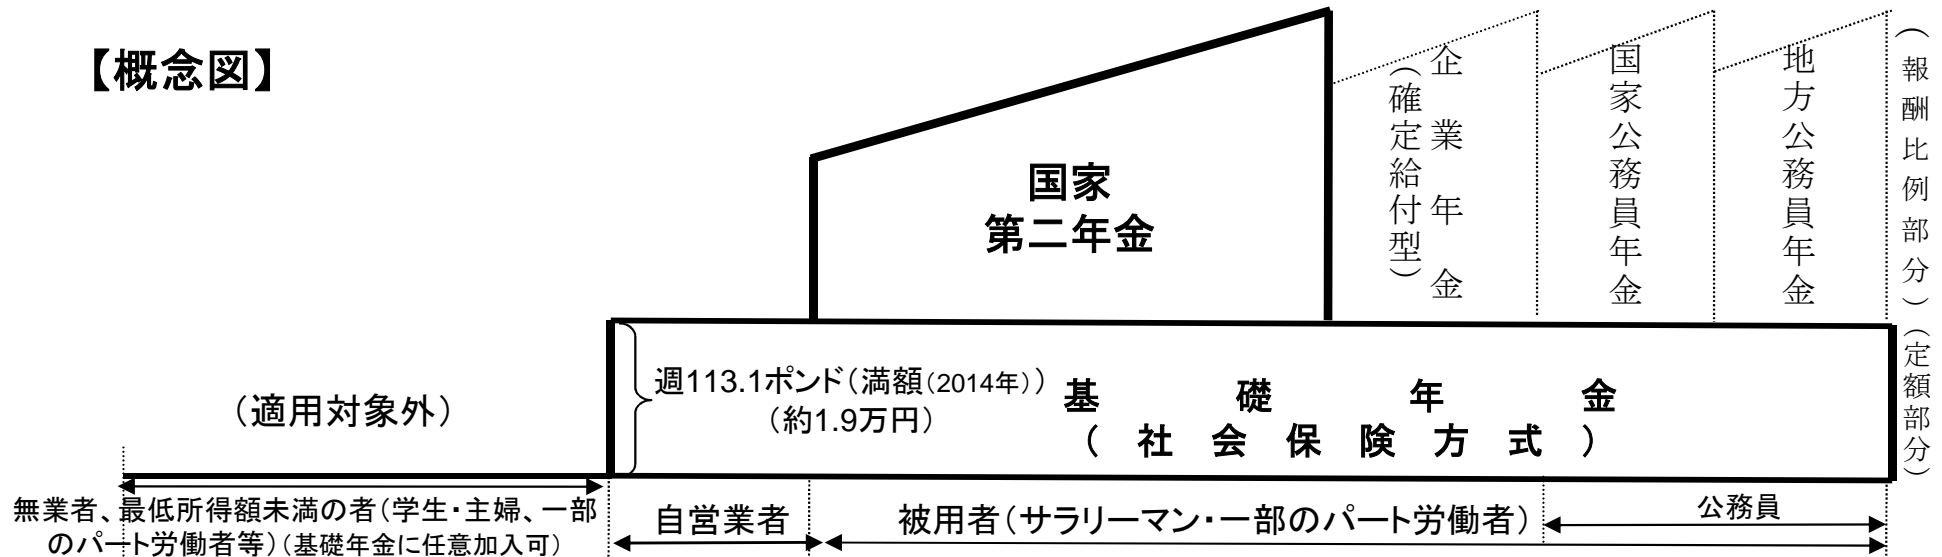 【概念図】
国家
第二年金
企業年金
（確定給付型）
国家公務員年金
地方公務員年金
（報酬比例部分）
（定額部分）
（適用対象外）
週113.1ポンド（満額（2014年））
（約1.9万円）
基礎年金
（社会保険方式）
無業者、最低所得額未満の者（学生・主婦、一部
のパート労働者等）（基礎年金に任意加入可）
自営業者
被用者（サラリーマン・一部のパート労働者）
公務員